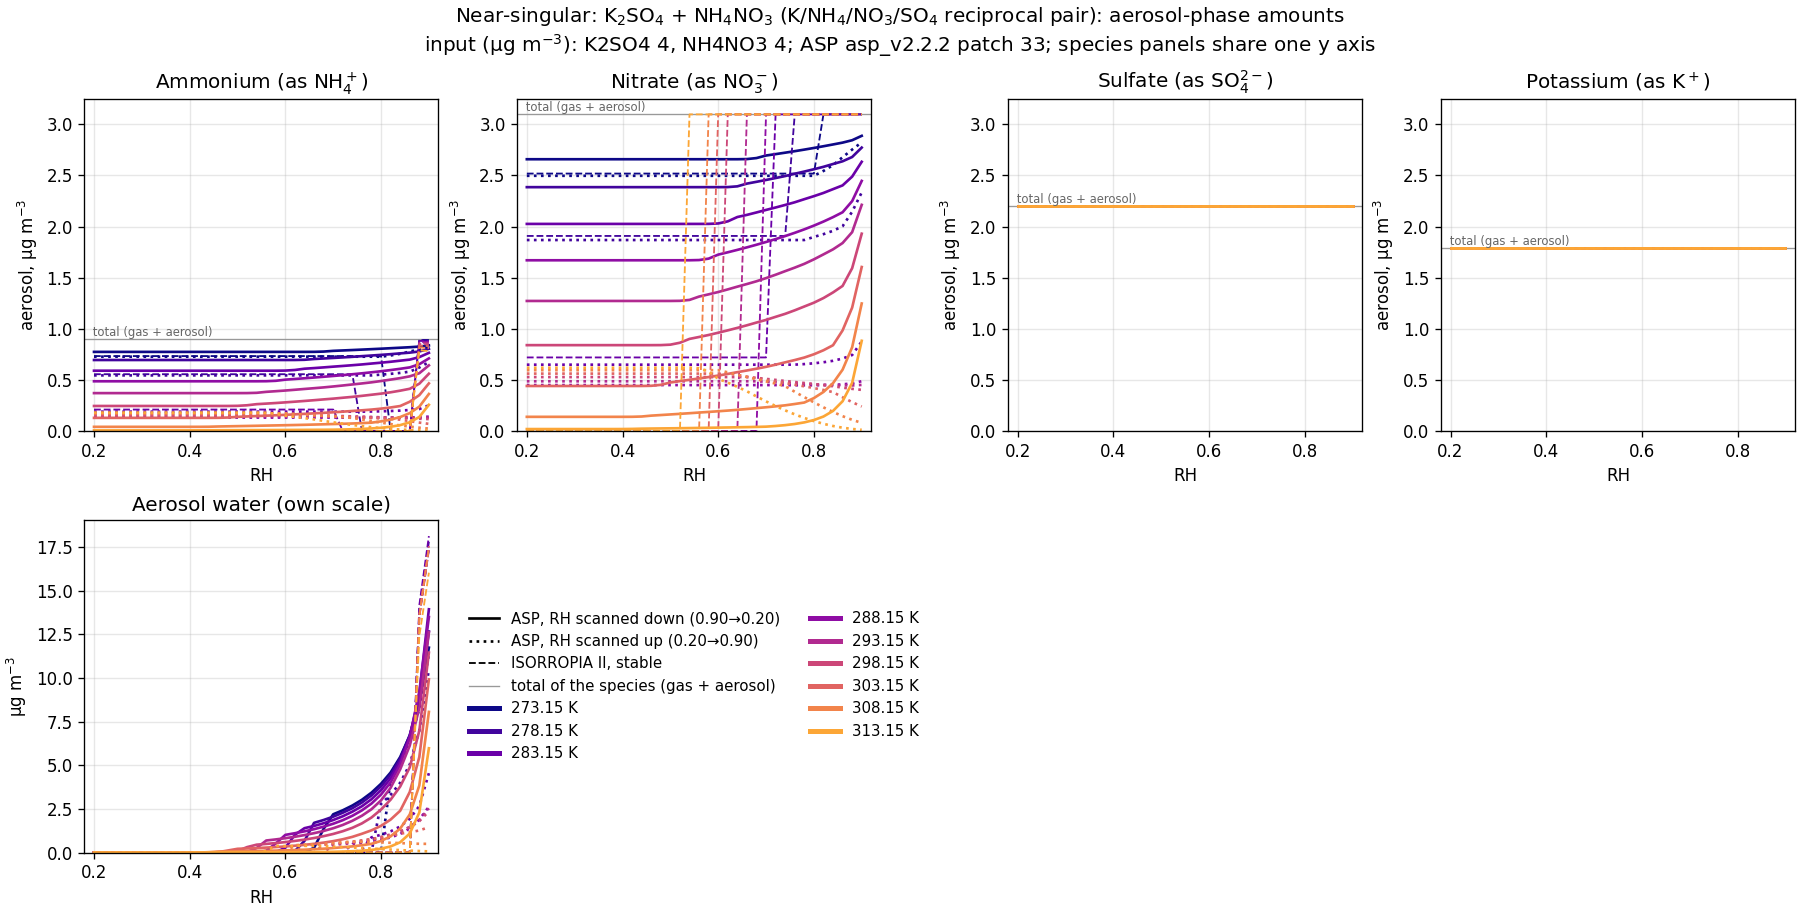 Near-singular: K₂SO₄ + NH₄NO₃ (K/NH₄/NO₃/SO₄ reciprocal pair): aerosol-phase amounts
input (µg m⁻³): K2SO4 4, NH4NO3 4; ASP asp_v2.2.2 patch 33; species panels share one y axis
Ammonium (as NH₄⁺)
aerosol, µg m⁻³
3.0
2.5
2.0
1.5
1.0
0.5
0.0
total (gas + aerosol)
0.2 0.4 0.6 0.8
RH
Nitrate (as NO₃⁻)
aerosol, µg m⁻³
3.0
2.5
2.0
1.5
1.0
0.5
0.0
total (gas + aerosol)
0.2 0.4 0.6 0.8
RH
Sulfate (as SO₄²⁻)
aerosol, µg m⁻³
3.0
2.5
2.0
1.5
1.0
0.5
0.0
total (gas + aerosol)
0.2 0.4 0.6 0.8
RH
Potassium (as K⁺)
aerosol, µg m⁻³
3.0
2.5
2.0
1.5
1.0
0.5
0.0
total (gas + aerosol)
0.2 0.4 0.6 0.8
RH
Aerosol water (own scale)
µg m⁻³
17.5
15.0
12.5
10.0
7.5
5.0
2.5
0.0
0.2 0.4 0.6 0.8
RH
ASP, RH scanned down (0.90→0.20)
ASP, RH scanned up (0.20→0.90)
ISORROPIA II, stable
total of the species (gas + aerosol)
273.15 K
278.15 K
283.15 K
288.15 K
293.15 K
298.15 K
303.15 K
308.15 K
313.15 K